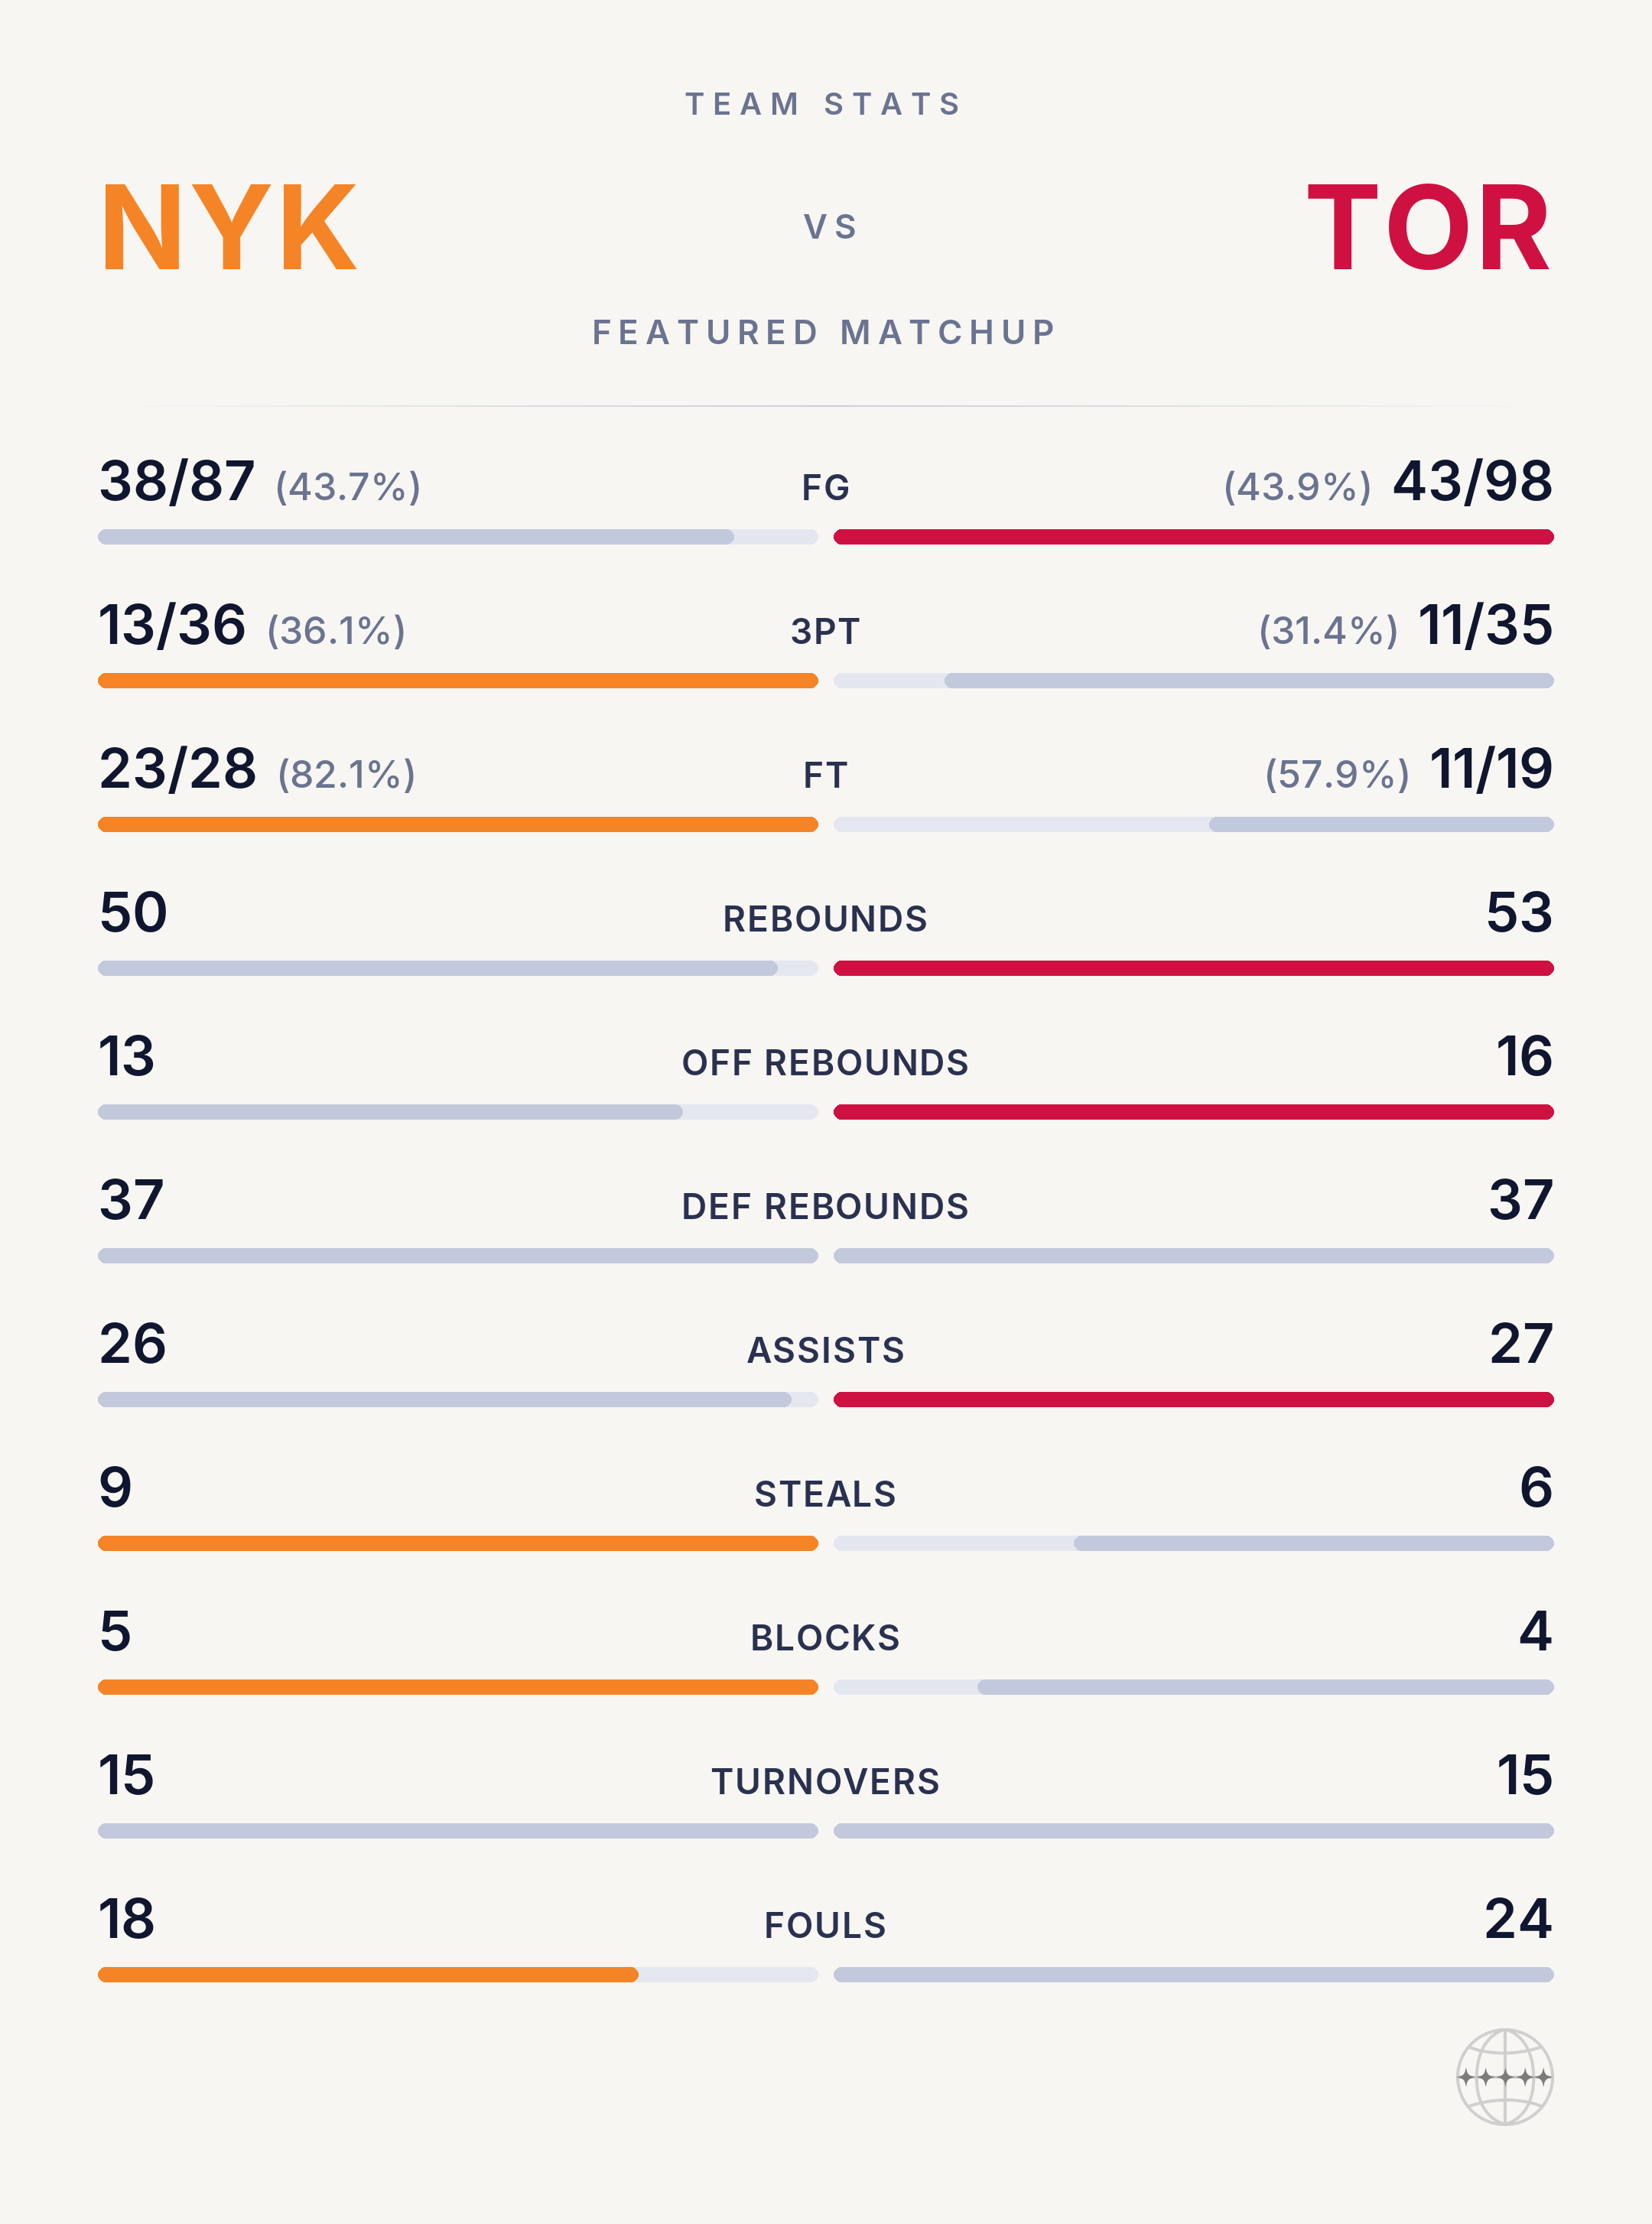 TEAM STATS
NYK VS TOR
FEATURED MATCHUP
38/87 (43.7%) FG (43.9%) 43/98
13/36 (36.1%) 3PT (31.4%) 11/35
23/28 (82.1%) FT (57.9%) 11/19
50 REBOUNDS 53
13 OFF REBOUNDS 16
37 DEF REBOUNDS 37
26 ASSISTS 27
9 STEALS 6
5 BLOCKS 4
15 TURNOVERS 15
18 FOULS 24